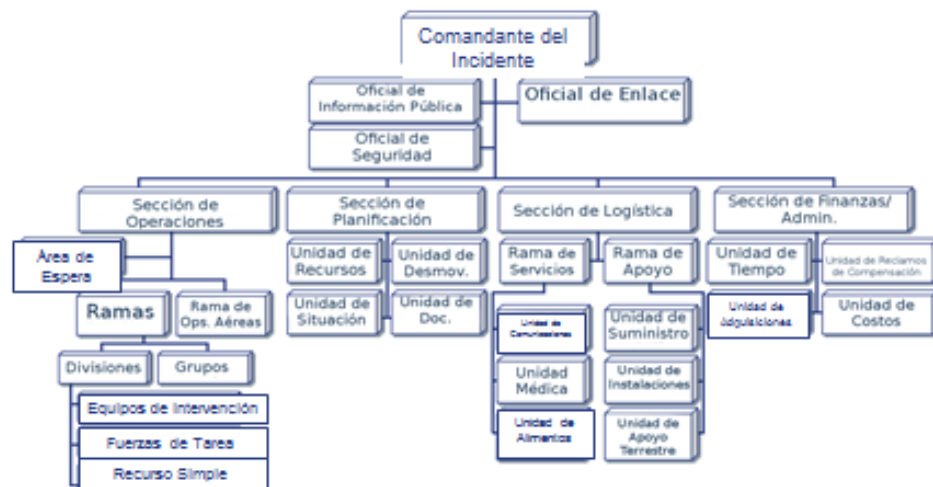 Comandante del
Incidente
Oficial de
Información Pública
Oficial de Enlace
Oficial de
Seguridad
Sección de
Operaciones
Sección de
Planificación
Sección de Logística
Sección de Finanzas/
Admin.
Área de
Espera
Unidad de
Recursos
Unidad de
Desmov.
Rama de
Servicios
Rama de
Apoyo
Unidad de
Tiempo
Unidad de Reclamos
de Compensación
Ramas
Rama de
Ops. Aéreas
Unidad de
Situación
Unidad de
Doc.
Unidad de
Comunicaciones
Unidad de
Suministro
Unidad de
Adquisiciones
Unidad de
Costos
Divisiones
Grupos
Unidad
Médica
Unidad de
Instalaciones
Equipos de Intervención
Fuerzas de Tarea
Recurso Simple
Unidad de
Alimentos
Unidad de
Apoyo
Terrestre